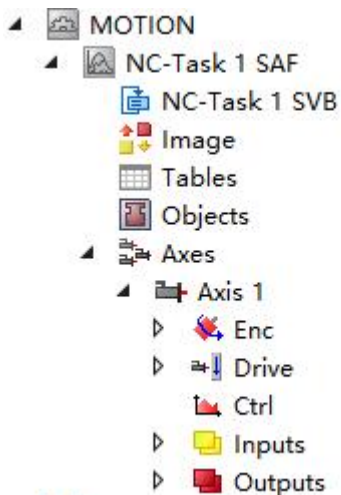 MOTION
NC-Task 1 SAF
NC-Task 1 SVB
Image
Tables
Objects
Axes
Axis 1
Enc
Drive
Ctrl
Inputs
Outputs